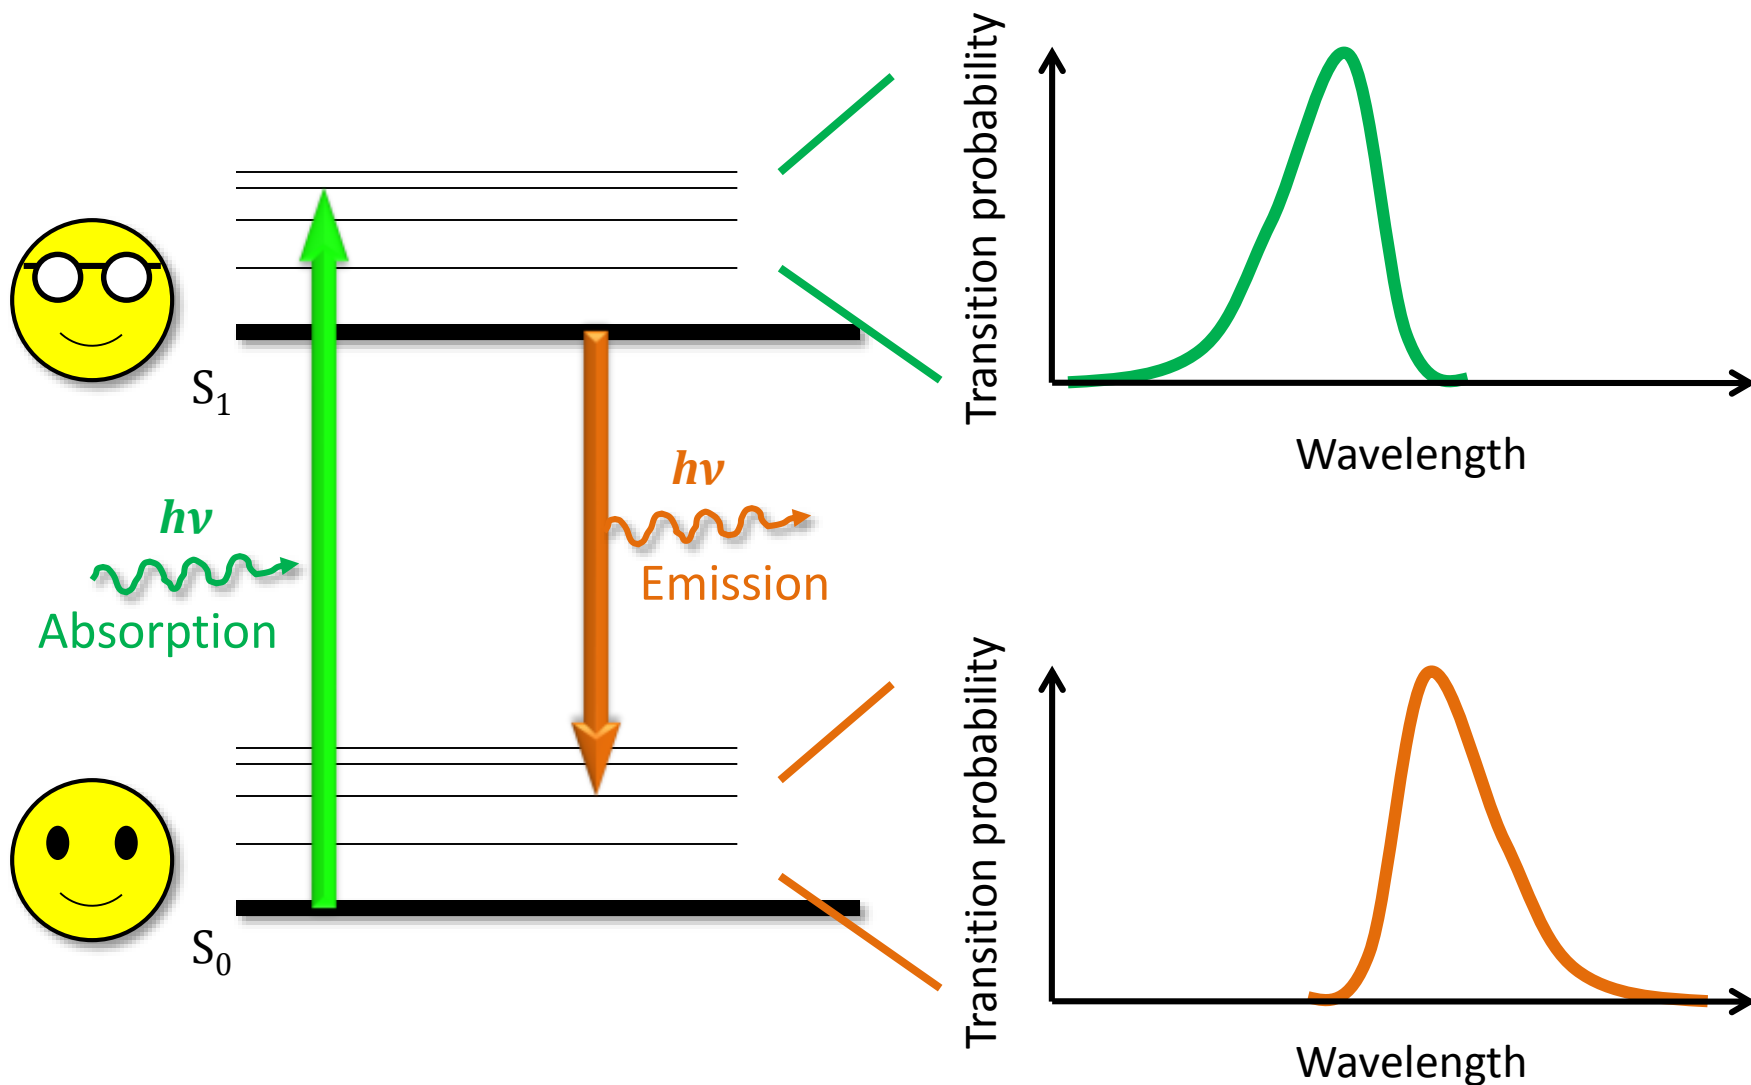 Transition probability
S₁
Wavelength
hν
hν
Absorption
Emission
Transition probability
S₀
Wavelength